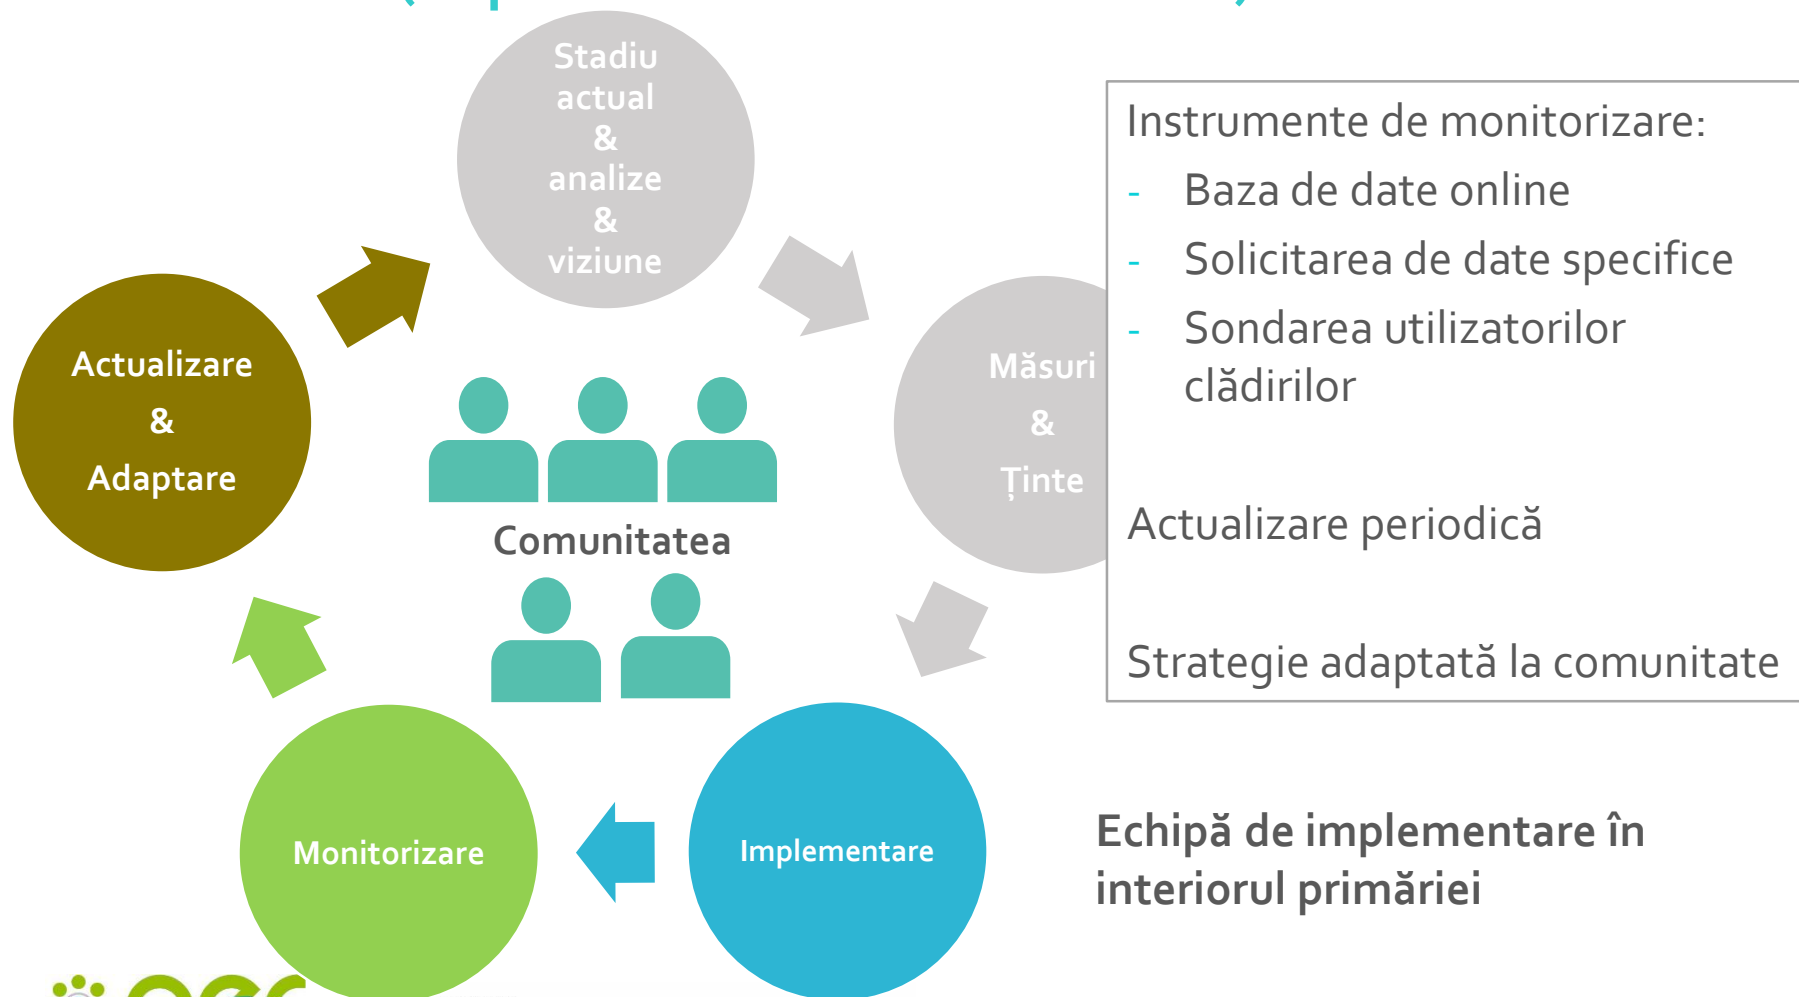 Stadiu
actual
&
analize
&
viziune
Măsuri
&
Ținte
Implementare
Monitorizare
Actualizare
&
Adaptare
Comunitatea
Instrumente de monitorizare:
- Baza de date online
- Solicitarea de date specifice
- Sondarea utilizatorilor
clădirilor
Actualizare periodică
Strategie adaptată la comunitate
Echipă de implementare în
interiorul primăriei